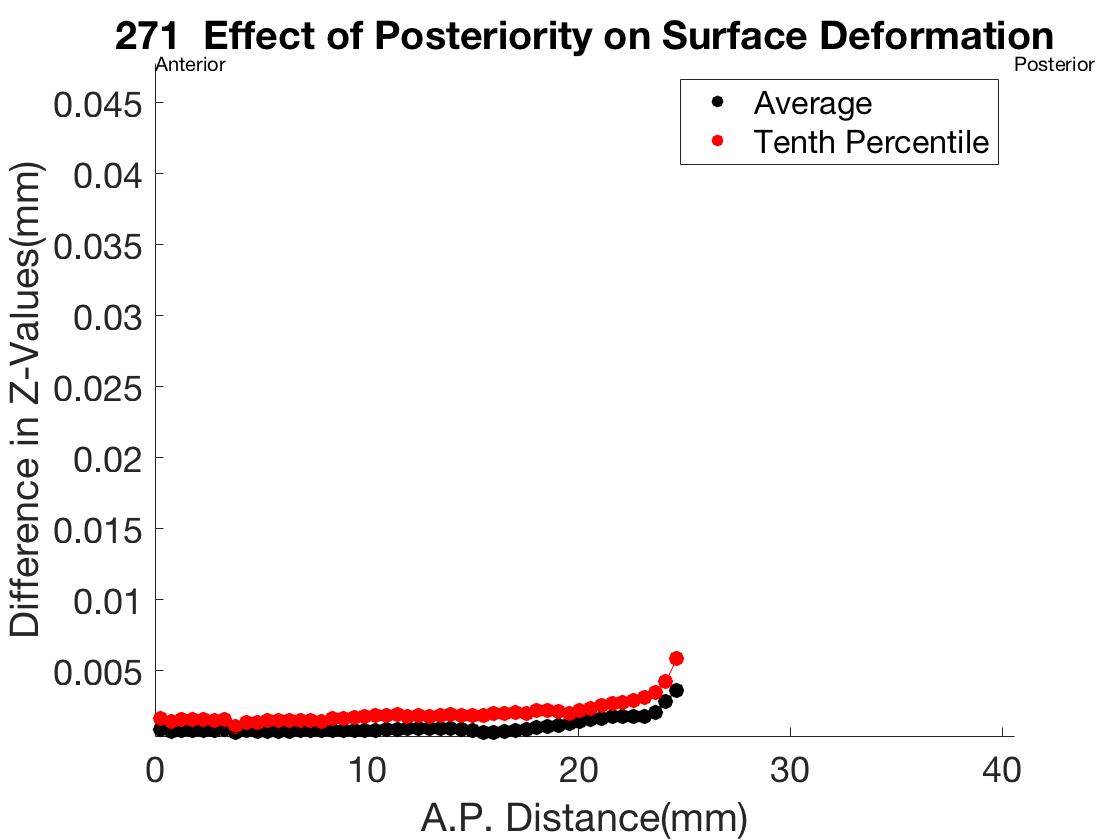 271  Effect of Posteriority on Surface Deformation
Anterior
Posterior
Average
Tenth Percentile
Difference in Z-Values(mm)
0.045
0.04
0.035
0.03
0.025
0.02
0.015
0.01
0.005
0 10 20 30 40
A.P. Distance(mm)